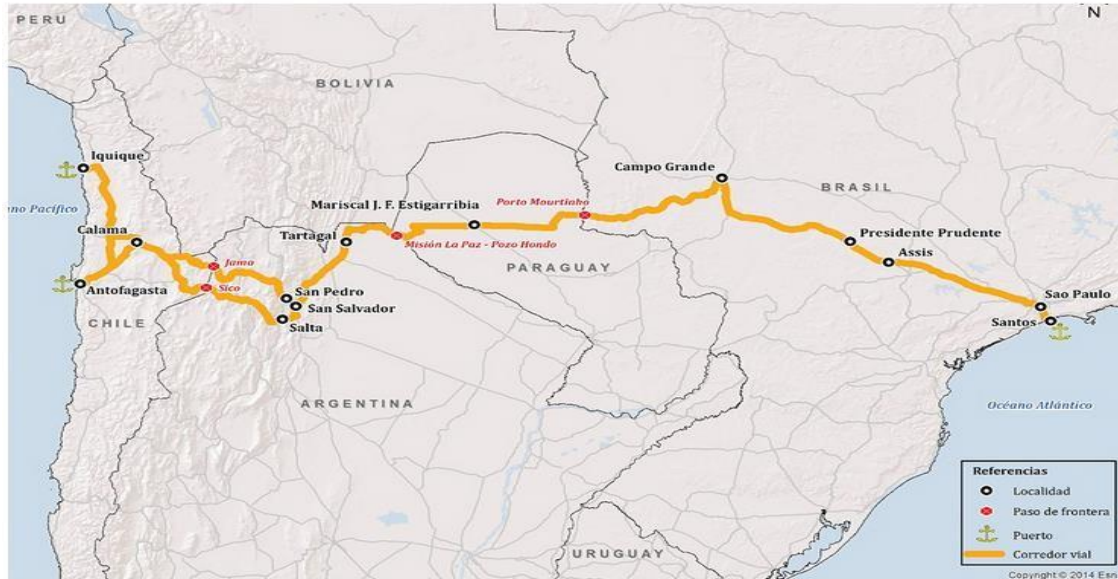 PERU
N
BOLIVIA
Iquique
Campo Grande
BRASIL
Mariscal J. F. Estigarribia
Porto Mourtinho
ano Pacífico
Calama
Tartagal
Misión La Paz - Pozo Hondo
Presidente Prudente
Assis
Jama
PARAGUAY
Antofagasta
Sico
San Pedro
San Salvador
CHILE
Salta
Sao Paulo
Santos
ARGENTINA
Océano Atlántico
Referencias
Localidad
Paso de frontera
Puerto
Corredor vial
URUGUAY
Copyright © 2014 Esri